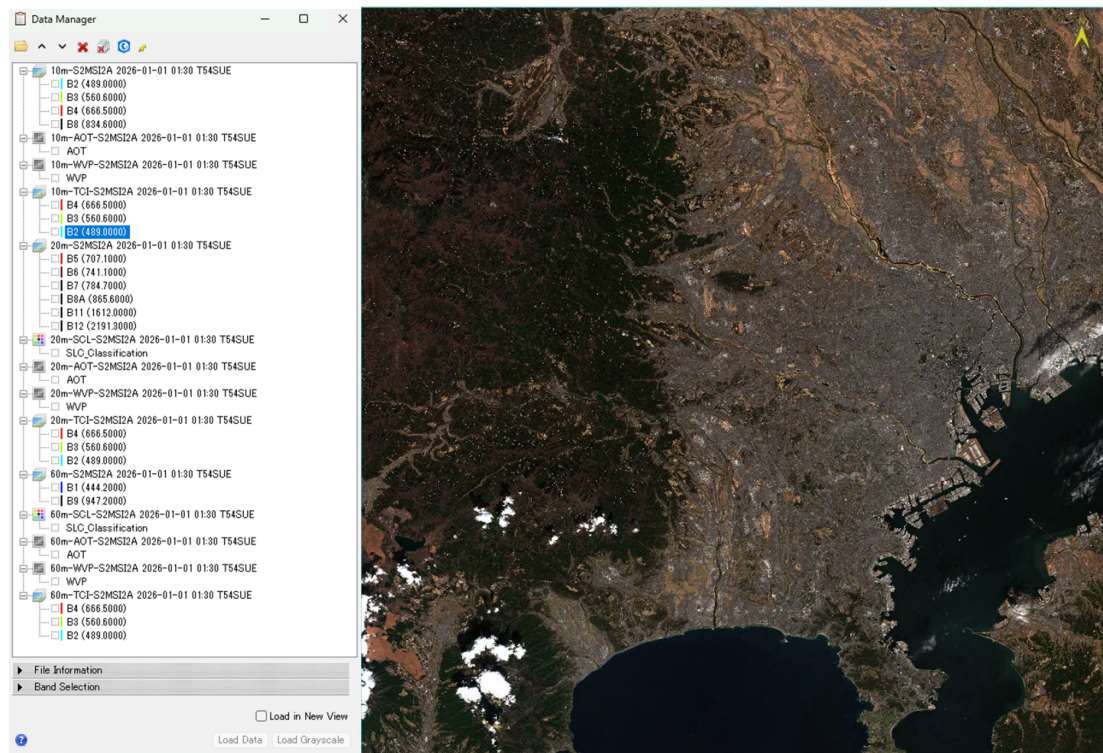 Data Manager
10m-S2MSI2A 2026-01-01 01:30 T54SUE
B2 (489.0000)
B3 (560.6000)
B4 (666.5000)
B8 (834.6000)
10m-AOT-S2MSI2A 2026-01-01 01:30 T54SUE
AOT
10m-WVP-S2MSI2A 2026-01-01 01:30 T54SUE
WVP
10m-TCI-S2MSI2A 2026-01-01 01:30 T54SUE
B4 (666.5000)
B3 (560.6000)
B2 (489.0000)
20m-S2MSI2A 2026-01-01 01:30 T54SUE
B5 (707.1000)
B6 (741.1000)
B7 (784.7000)
B8A (865.6000)
B11 (1612.0000)
B12 (2191.3000)
20m-SCL-S2MSI2A 2026-01-01 01:30 T54SUE
SLC_Classification
20m-AOT-S2MSI2A 2026-01-01 01:30 T54SUE
AOT
20m-WVP-S2MSI2A 2026-01-01 01:30 T54SUE
WVP
20m-TCI-S2MSI2A 2026-01-01 01:30 T54SUE
B4 (666.5000)
B3 (560.6000)
B2 (489.0000)
60m-S2MSI2A 2026-01-01 01:30 T54SUE
B1 (444.2000)
B9 (947.2000)
60m-SCL-S2MSI2A 2026-01-01 01:30 T54SUE
SLC_Classification
60m-AOT-S2MSI2A 2026-01-01 01:30 T54SUE
AOT
60m-WVP-S2MSI2A 2026-01-01 01:30 T54SUE
WVP
60m-TCI-S2MSI2A 2026-01-01 01:30 T54SUE
B4 (666.5000)
B3 (560.6000)
B2 (489.0000)
File Information
Band Selection
Load in New View
Load Data
Load Grayscale